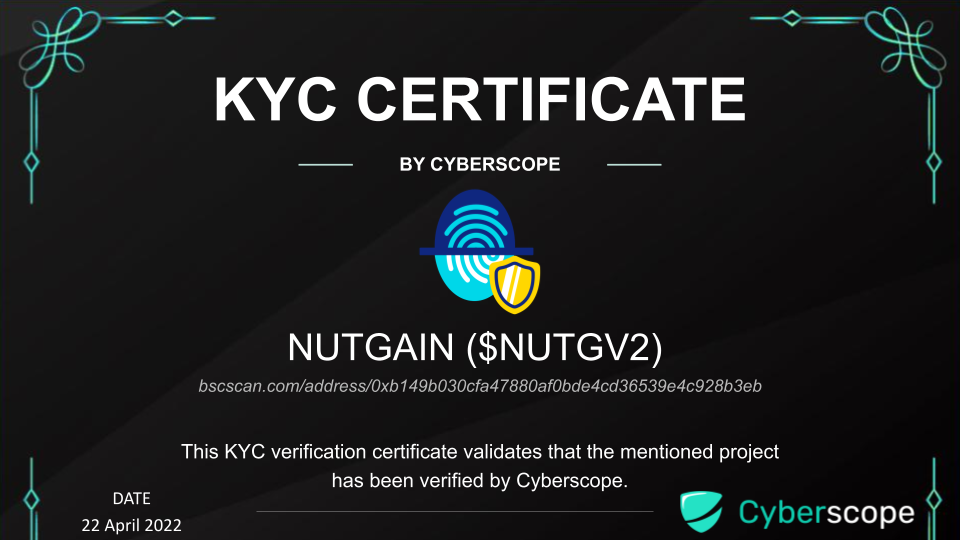 KYC CERTIFICATE
BY CYBERSCOPE
NUTGAIN ($NUTGV2)
bscscan.com/address/0xb149b030cfa47880af0bde4cd36539e4c928b3eb
This KYC verification certificate validates that the mentioned project
has been verified by Cyberscope.
DATE
22 April 2022
Cyberscope